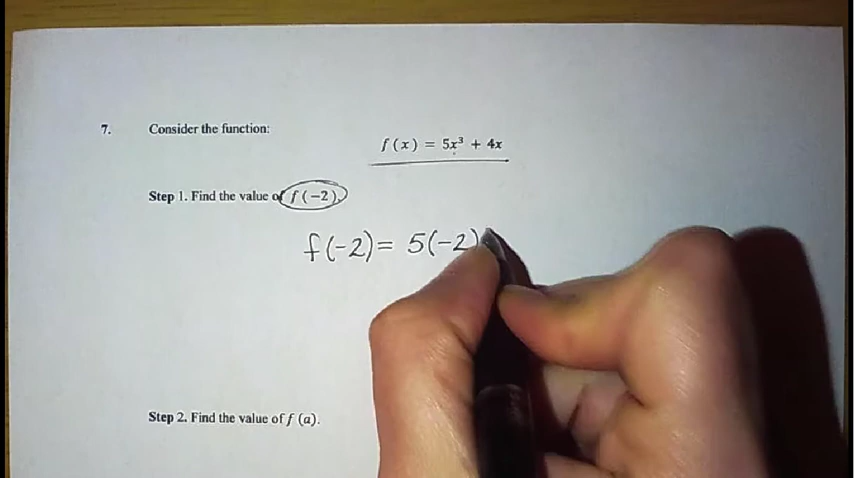 7. Consider the function:
f(x) = 5x³ + 4x
Step 1. Find the value of f(−2).
f(-2)= 5(-2)
Step 2. Find the value of f (a).